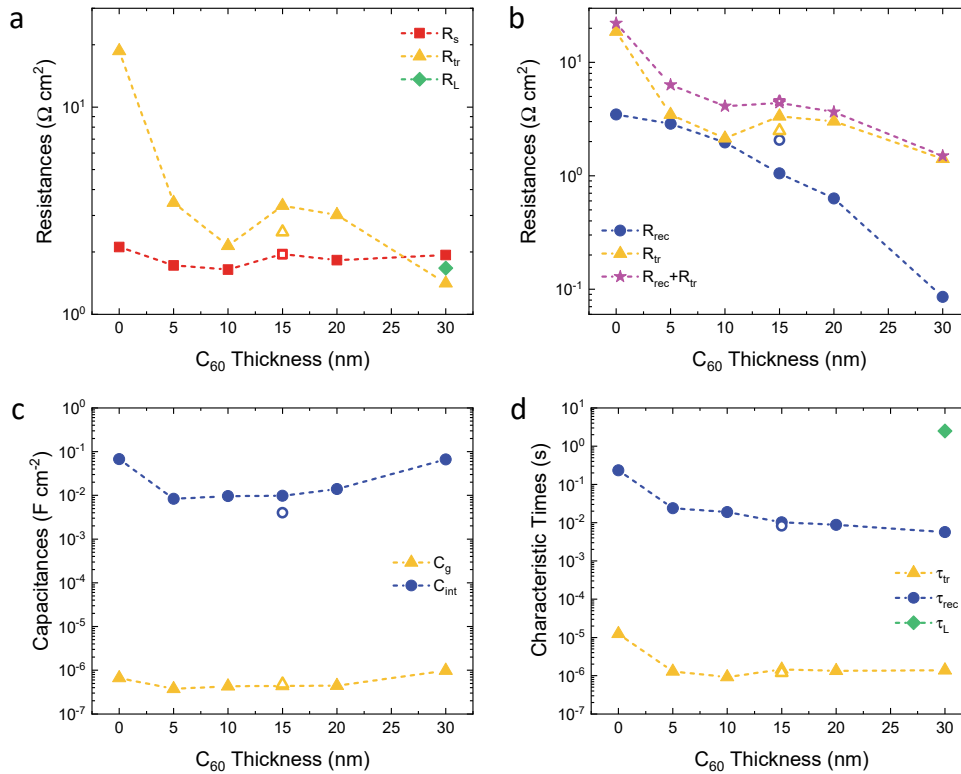 a
Resistances (Ω cm²)
10¹
10⁰
R_s
R_tr
R_L
0 5 10 15 20 25 30
C₆₀ Thickness (nm)
b
Resistances (Ω cm²)
10¹
10⁰
10⁻¹
R_rec
R_tr
R_rec+R_tr
0 5 10 15 20 25 30
C₆₀ Thickness (nm)
c
Capacitances (F cm⁻²)
10⁰
10⁻¹
10⁻²
10⁻³
10⁻⁴
10⁻⁵
10⁻⁶
10⁻⁷
C_g
C_int
0 5 10 15 20 25 30
C₆₀ Thickness (nm)
d
Characteristic Times (s)
10¹
10⁰
10⁻¹
10⁻²
10⁻³
10⁻⁴
10⁻⁵
10⁻⁶
10⁻⁷
τ_tr
τ_rec
τ_L
0 5 10 15 20 25 30
C₆₀ Thickness (nm)